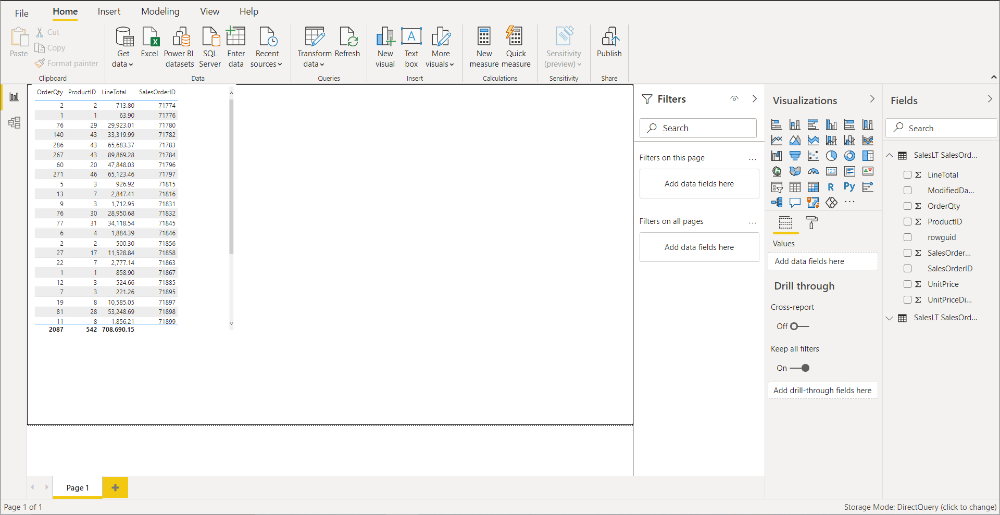 File Home Insert Modeling View Help
Paste
Cut
Copy
Format painter
Clipboard
Get data
Excel
Power BI datasets
SQL Server
Enter data
Recent sources
Data
Transform data
Refresh
Queries
New visual
Text box
More visuals
Insert
New measure
Quick measure
Calculations
Sensitivity (preview)
Sensitivity
Publish
Share
OrderQty ProductID LineTotal SalesOrderID
2 2 713.80 71774
1 1 63.90 71776
76 29 29,923.01 71780
140 43 33,319.99 71782
286 43 65,683.37 71783
267 43 89,869.28 71784
60 20 47,848.03 71796
271 46 65,123.46 71797
5 3 926.92 71815
13 7 2,847.41 71816
9 3 1,712.95 71831
76 30 28,950.68 71832
77 31 34,118.54 71845
6 4 1,884.39 71846
2 2 500.30 71856
27 17 11,528.84 71858
22 7 2,777.14 71863
1 1 858.90 71867
12 3 524.66 71885
7 3 221.26 71895
19 8 10,585.05 71897
81 28 53,248.69 71898
11 8 1,856.21 71899
2087 542 708,690.15
Filters
Search
Filters on this page ...
Add data fields here
Filters on all pages ...
Add data fields here
Visualizations
123
R Py
...
Values
Add data fields here
Drill through
Cross-report
Off
Keep all filters
On
Add drill-through fields here
Fields
Search
SalesLT SalesOrd...
Σ LineTotal
ModifiedDa...
Σ OrderQty
Σ ProductID
rowguid
Σ SalesOrder...
SalesOrderID
Σ UnitPrice
Σ UnitPriceDi...
SalesLT SalesOrd...
Page 1
Page 1 of 1
Storage Mode: DirectQuery (click to change)